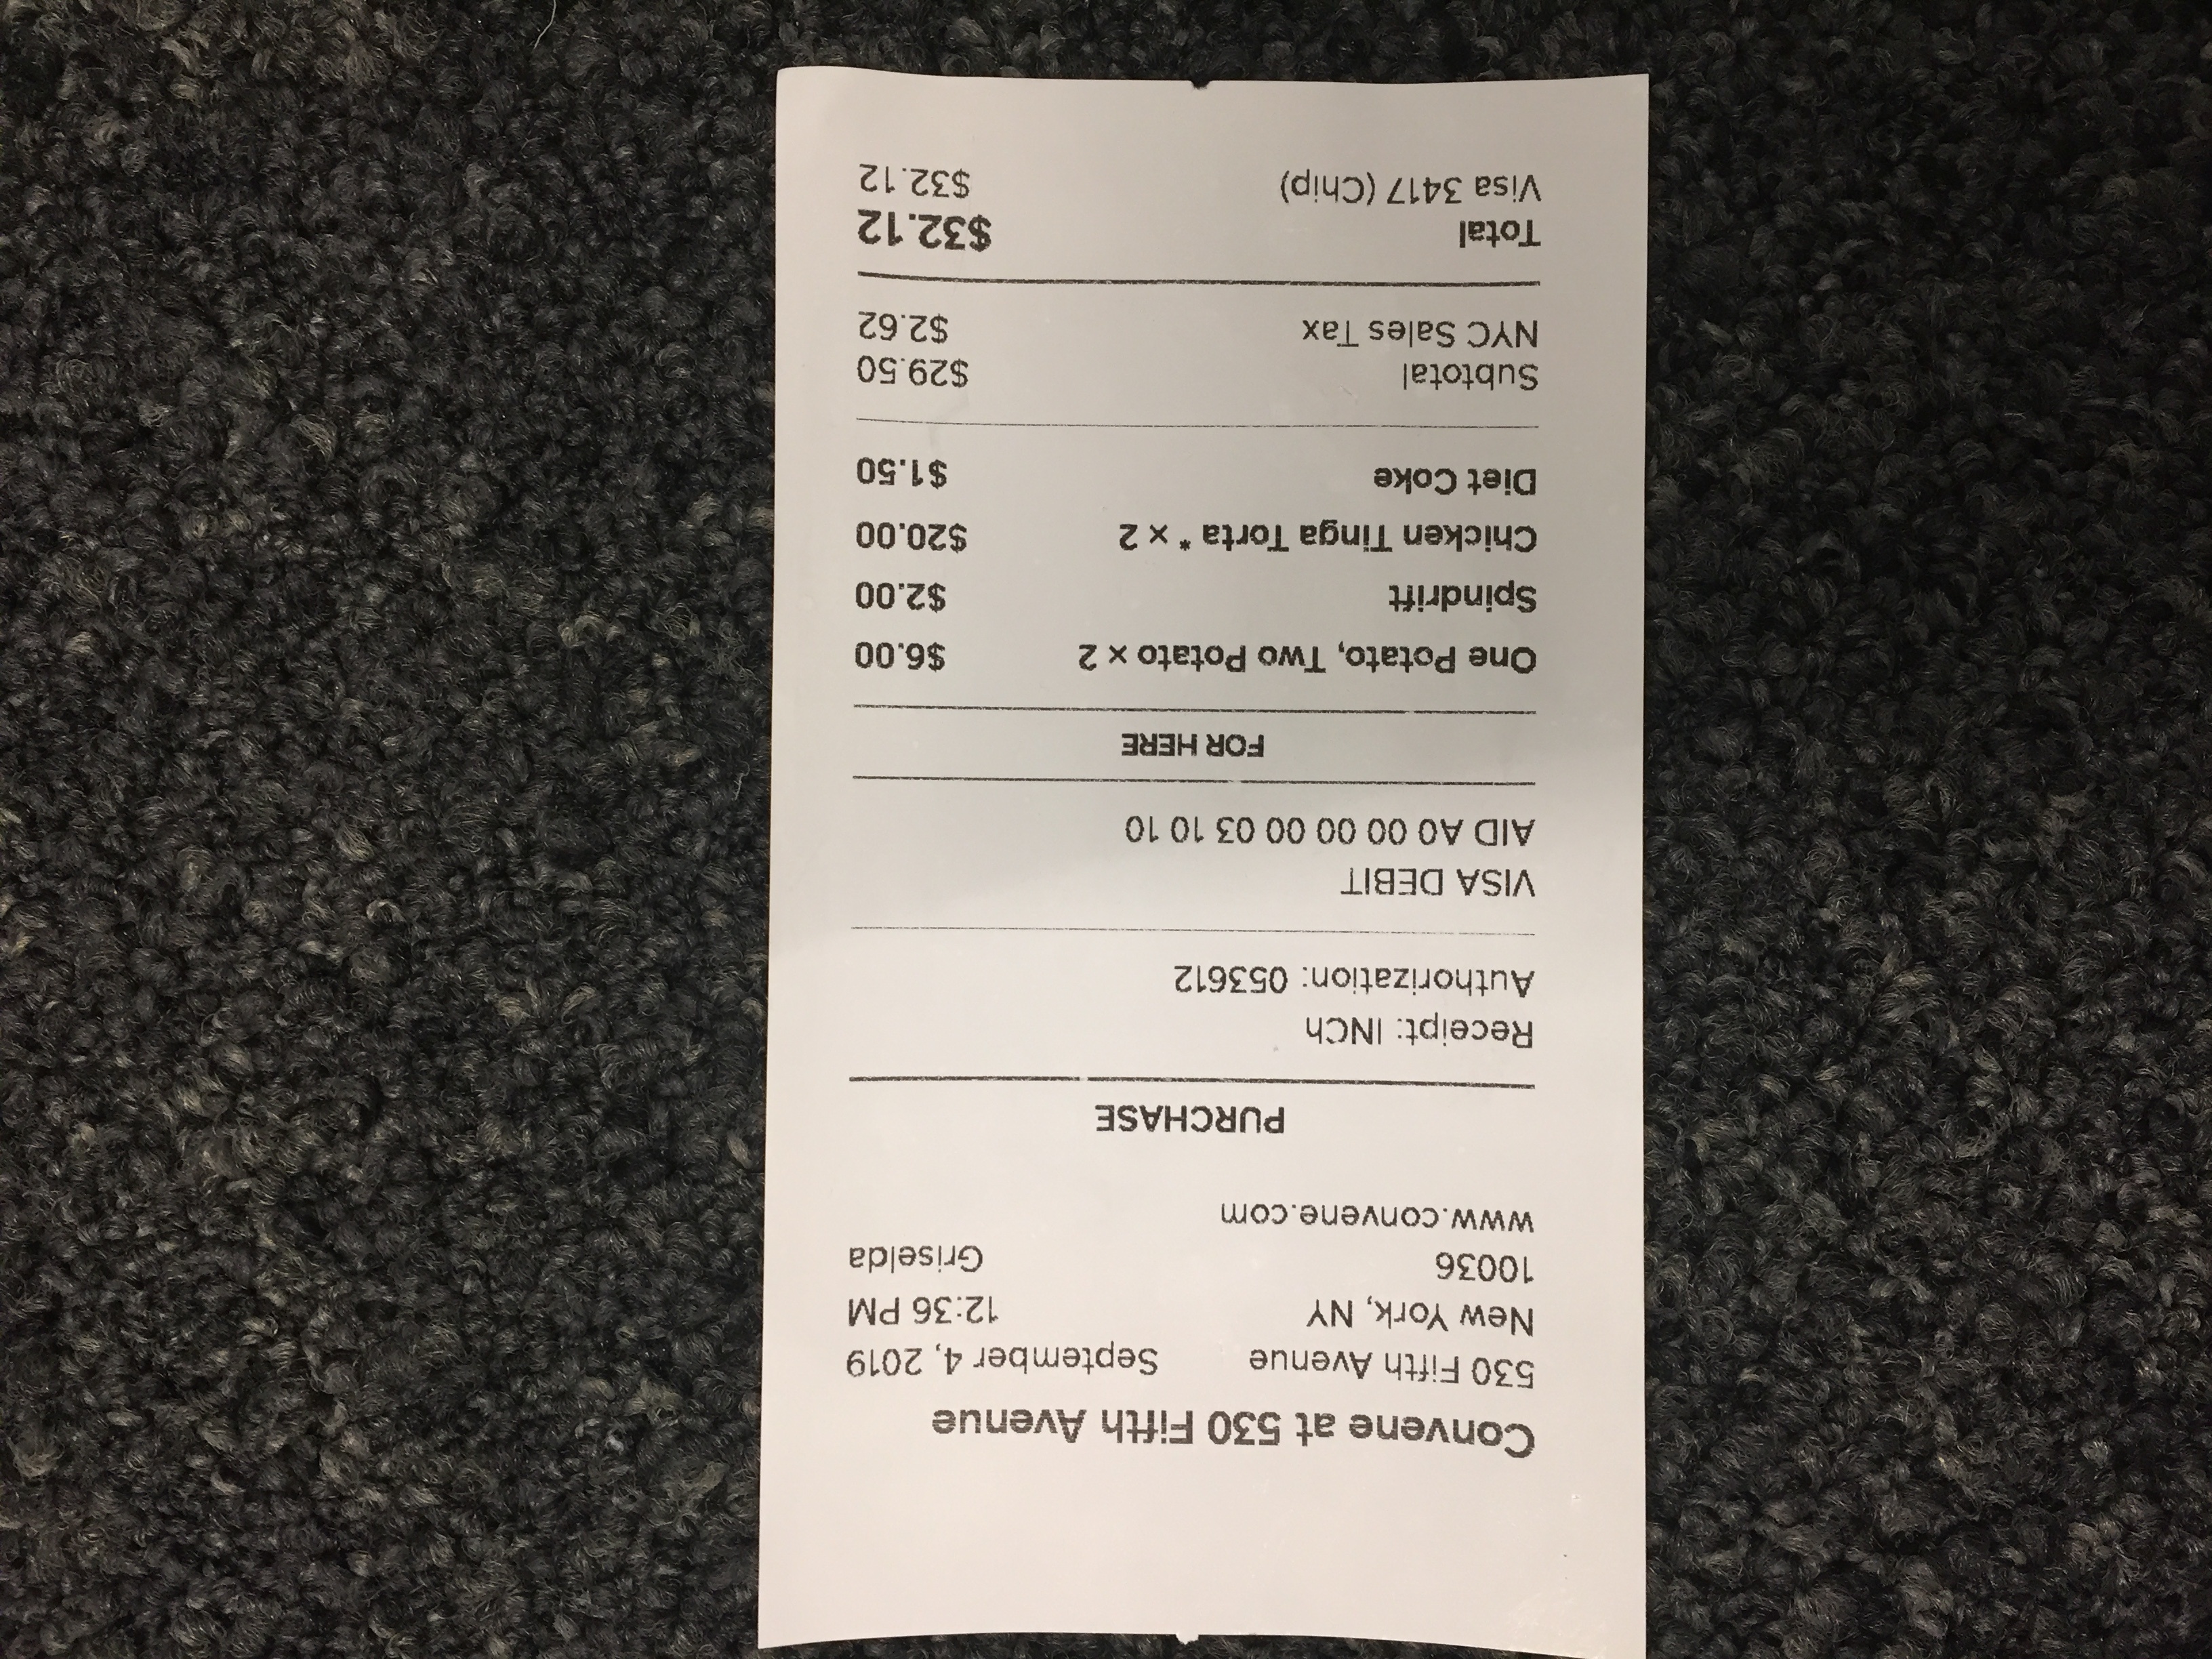 Convene at 530 Fifth Avenue
530 Fifth Avenue September 4, 2019
New York, NY 12:36 PM
10036 Griselda
www.convene.com
PURCHASE
Receipt: INCh
Authorization: 053612
VISA DEBIT
AID A0 00 00 00 03 10 10
FOR HERE
One Potato, Two Potato × 2 $6.00
Spindrift $2.00
Chicken Tinga Torta * × 2 $20.00
Diet Coke $1.50
Subtotal $29.50
NYC Sales Tax $2.62
Total $32.12
Visa 3417 (Chip) $32.12